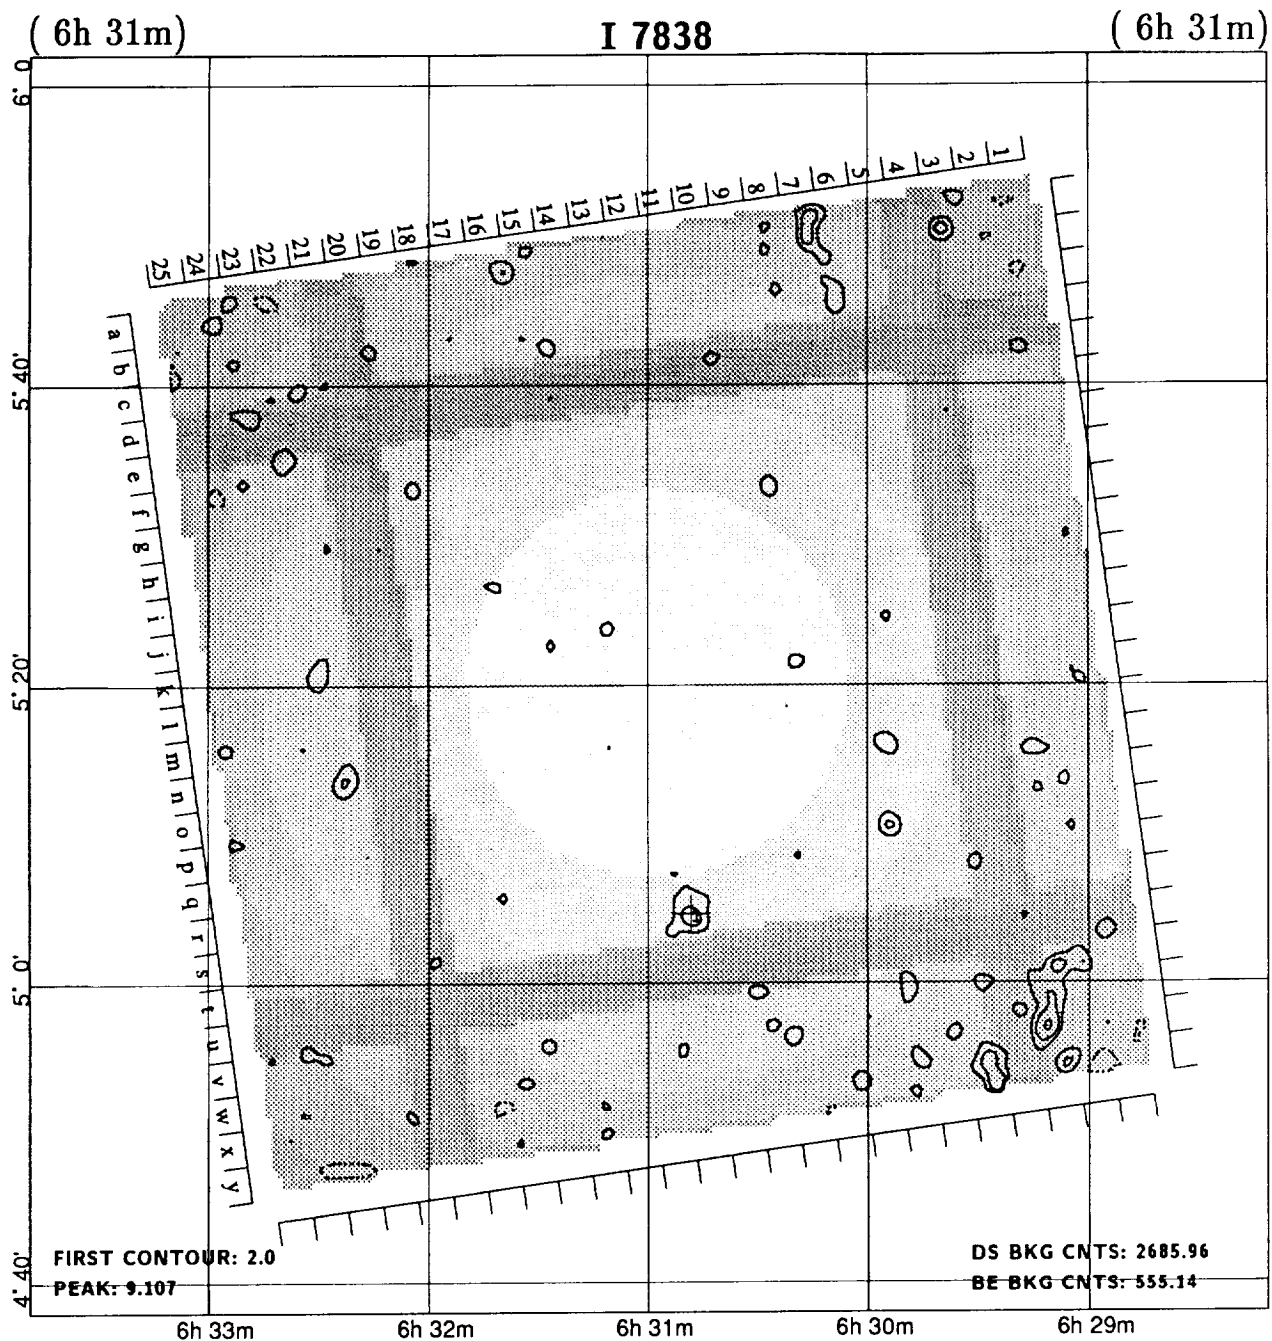 ( 6h 31m) I 7838 ( 6h 31m)
6° 0
1 2 3 4 5 6 7 8 9 10 11 12 13 14 15 16 17 18 19 20 21 22 23 24 25
a b c d e f g h i j k l m n o p q r s t u v w x y
5° 40'
5° 20'
5° 0'
4° 40'
FIRST CONTOUR: 2.0
PEAK: 9.107
DS BKG CNTS: 2685.96
BE BKG CNTS: 555.14
6h 33m 6h 32m 6h 31m 6h 30m 6h 29m